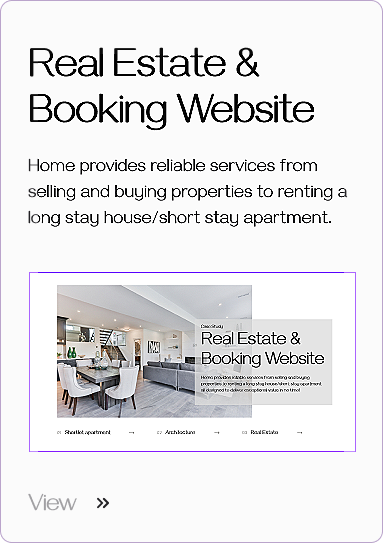 Real Estate &
Booking Website
Home provides reliable services from
selling and buying properties to renting a
long stay house/short stay apartment.
Case Study
Real Estate &
Booking Website
Home provides reliable services from selling and buying
properties to renting a long stay house/short stay apartment,
all designed to deliver exceptional value in no time!
01 Shortlet apartment → 02 Architecture → 03 Real Estate →
View »